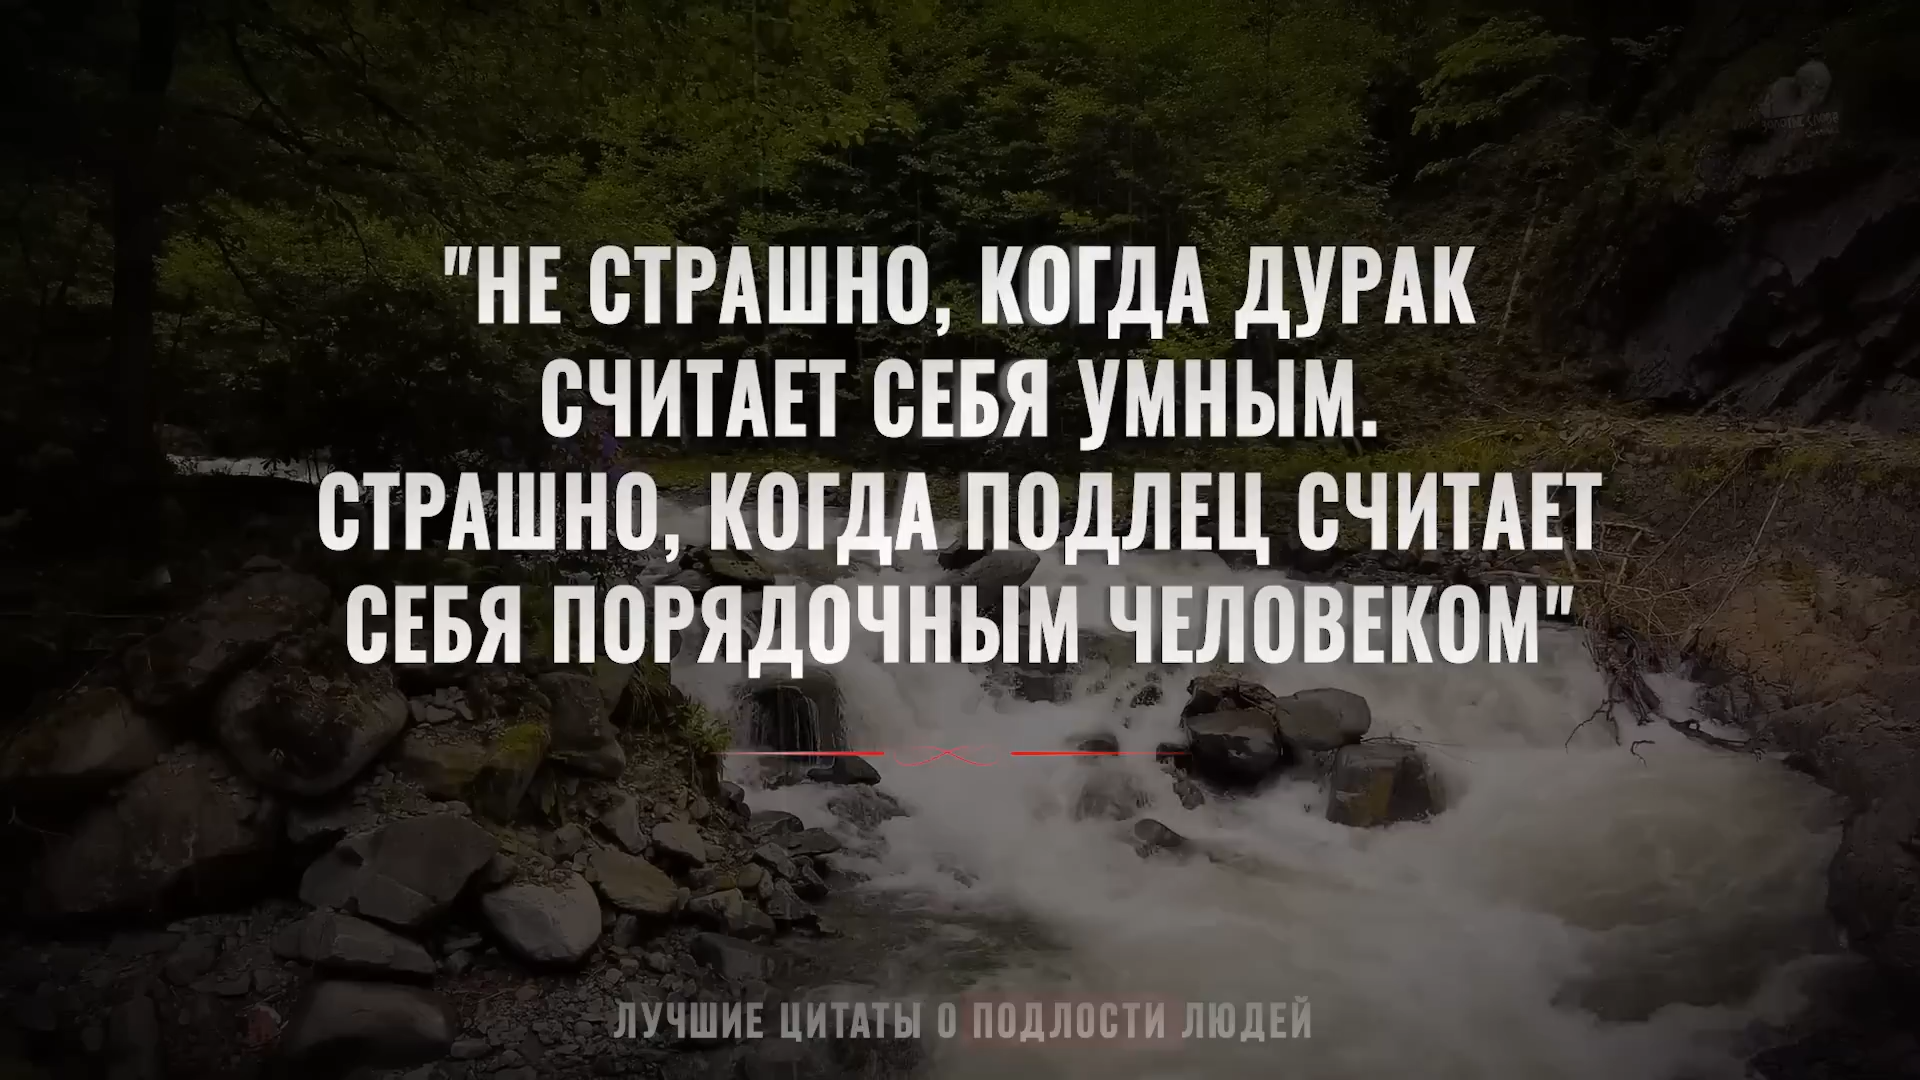 "НЕ СТРАШНО, КОГДА ДУРАК
СЧИТАЕТ СЕБЯ УМНЫМ.
СТРАШНО, КОГДА ПОДЛЕЦ СЧИТАЕТ
СЕБЯ ПОРЯДОЧНЫМ ЧЕЛОВЕКОМ"
ЛУЧШИЕ ЦИТАТЫ О ПОДЛОСТИ ЛЮДЕЙ